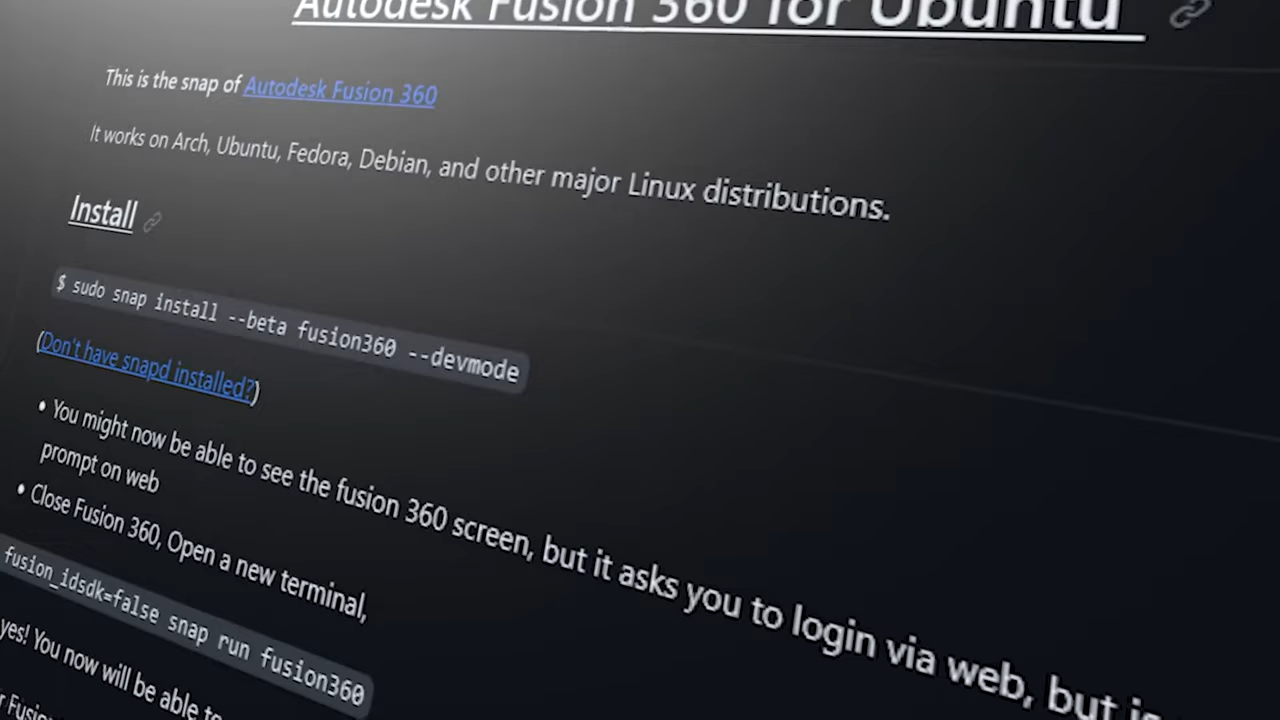 Autodesk Fusion 360 for Ubuntu
This is the snap of Autodesk Fusion 360
It works on Arch, Ubuntu, Fedora, Debian, and other major Linux distributions.
Install
$ sudo snap install --beta fusion360 --devmode
(Don't have snapd installed?)
• You might now be able to see the fusion 360 screen, but it asks you to login via web, but
prompt on web
• Close Fusion 360, Open a new terminal,
fusion_idsdk=false snap run fusion360
yes! You now will be able to